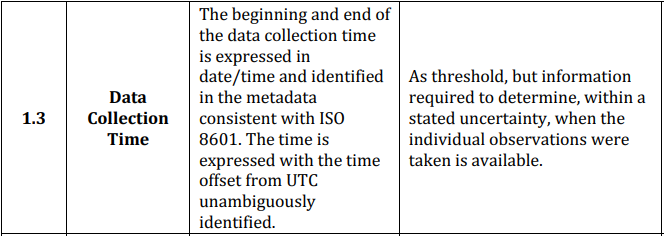 1.3
Data
Collection
Time
The beginning and end of
the data collection time
is expressed in
date/time and identified
in the metadata
consistent with ISO
8601. The time is
expressed with the time
offset from UTC
unambiguously
identified.
As threshold, but information
required to determine, within a
stated uncertainty, when the
individual observations were
taken is available.